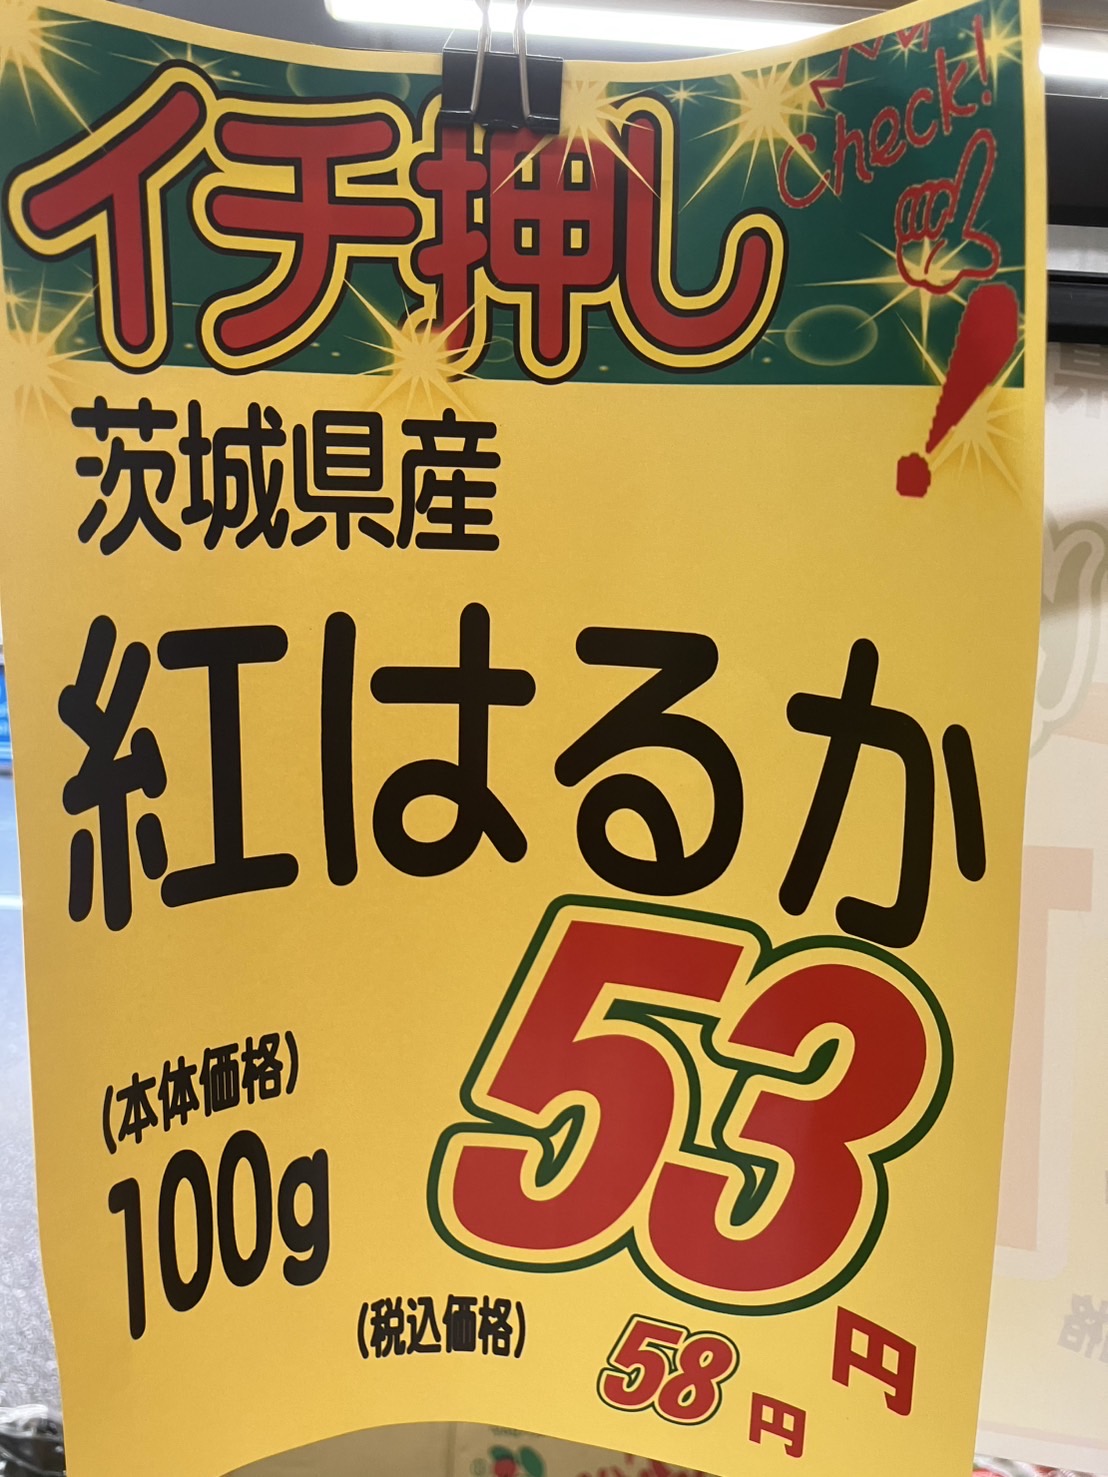 イチ押し
Check!
茨城県産
紅はるか
(本体価格)
100g
53円
(税込価格)
58円